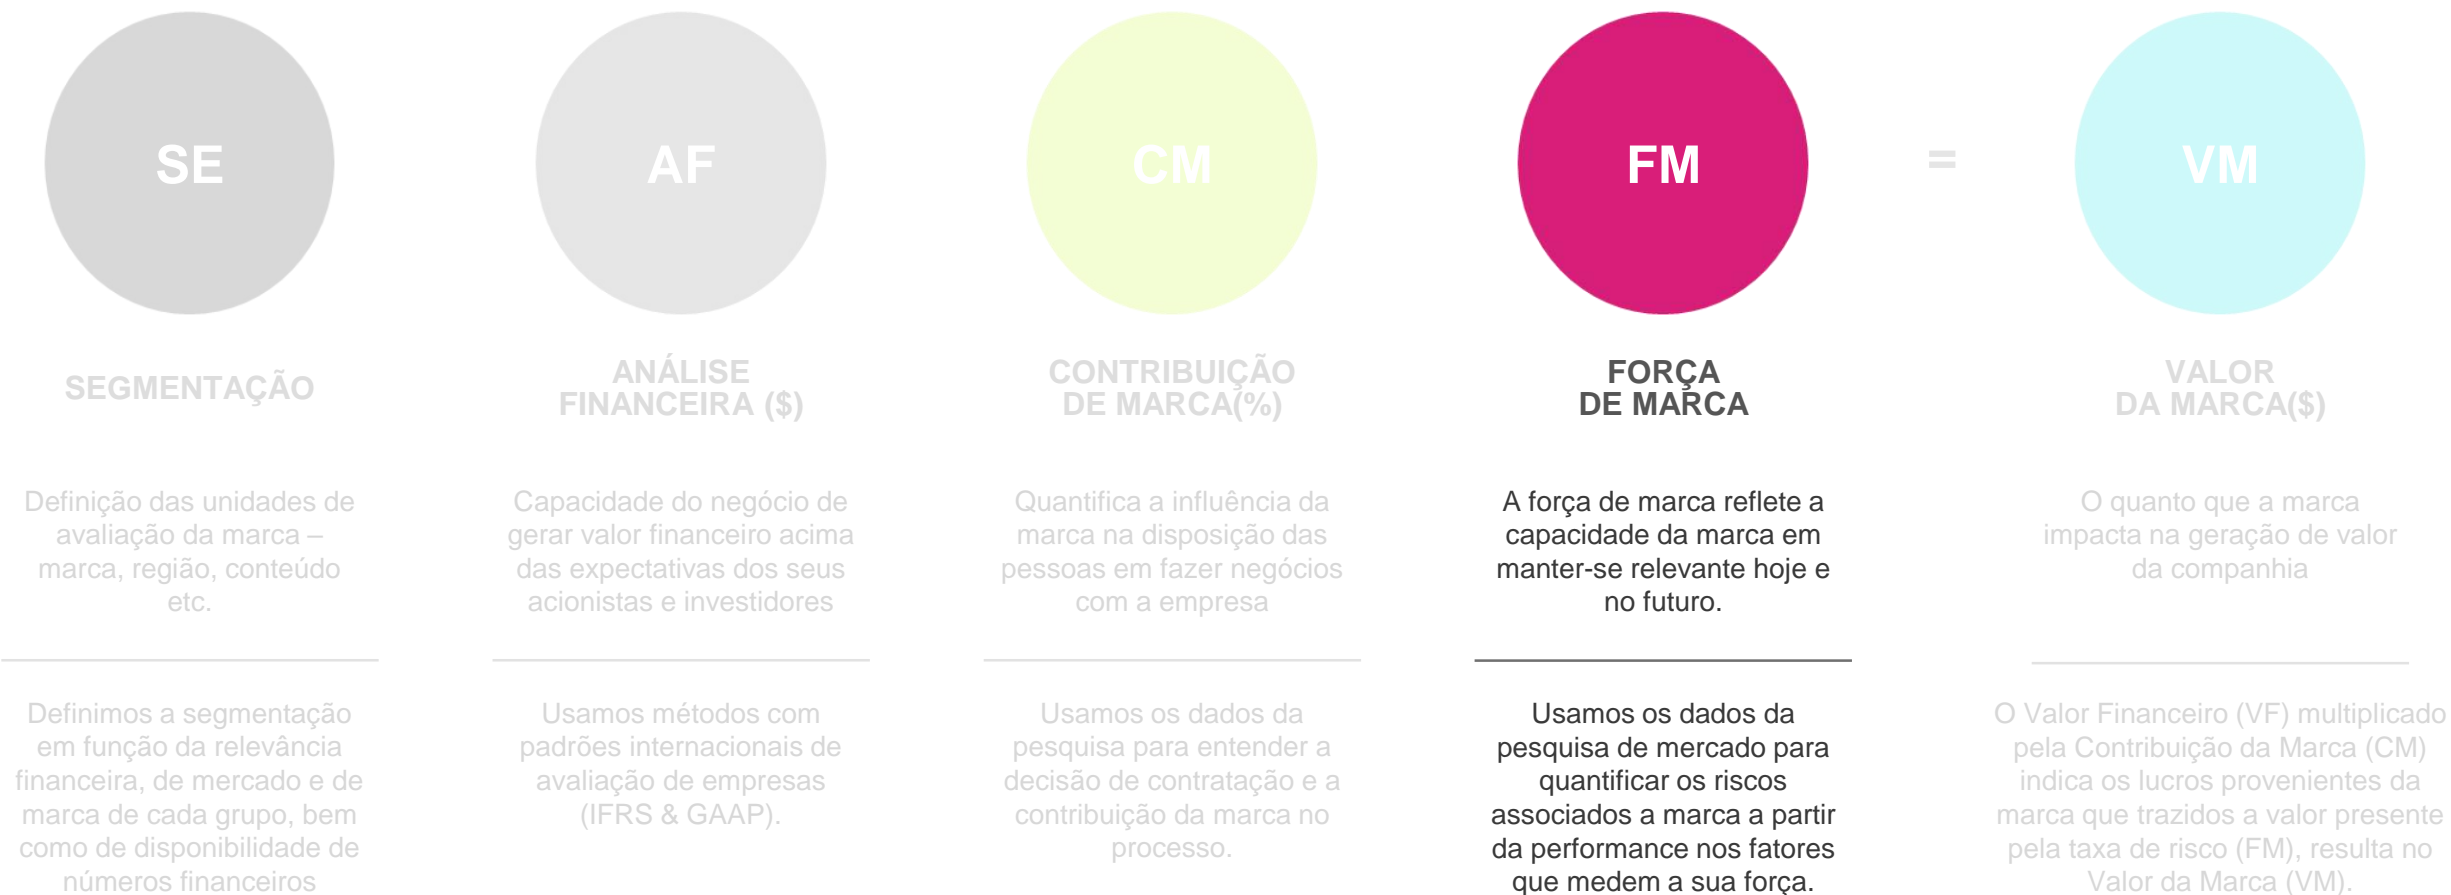 SE
AF
CM
FM
=
VM
SEGMENTAÇÃO
ANÁLISE
FINANCEIRA ($)
CONTRIBUIÇÃO
DE MARCA(%)
FORÇA
DE MARCA
VALOR
DA MARCA($)
Definição das unidades de
avaliação da marca –
marca, região, conteúdo
etc.
Capacidade do negócio de
gerar valor financeiro acima
das expectativas dos seus
acionistas e investidores
Quantifica a influência da
marca na disposição das
pessoas em fazer negócios
com a empresa
A força de marca reflete a
capacidade da marca em
manter-se relevante hoje e
no futuro.
O quanto que a marca
impacta na geração de valor
da companhia
Definimos a segmentação
em função da relevância
financeira, de mercado e de
marca de cada grupo, bem
como de disponibilidade de
números financeiros
Usamos métodos com
padrões internacionais de
avaliação de empresas
(IFRS & GAAP).
Usamos os dados da
pesquisa para entender a
decisão de contratação e a
contribuição da marca no
processo.
Usamos os dados da
pesquisa de mercado para
quantificar os riscos
associados a marca a partir
da performance nos fatores
que medem a sua força.
O Valor Financeiro (VF) multiplicado
pela Contribuição da Marca (CM)
indica os lucros provenientes da
marca que trazidos a valor presente
pela taxa de risco (FM), resulta no
Valor da Marca (VM).